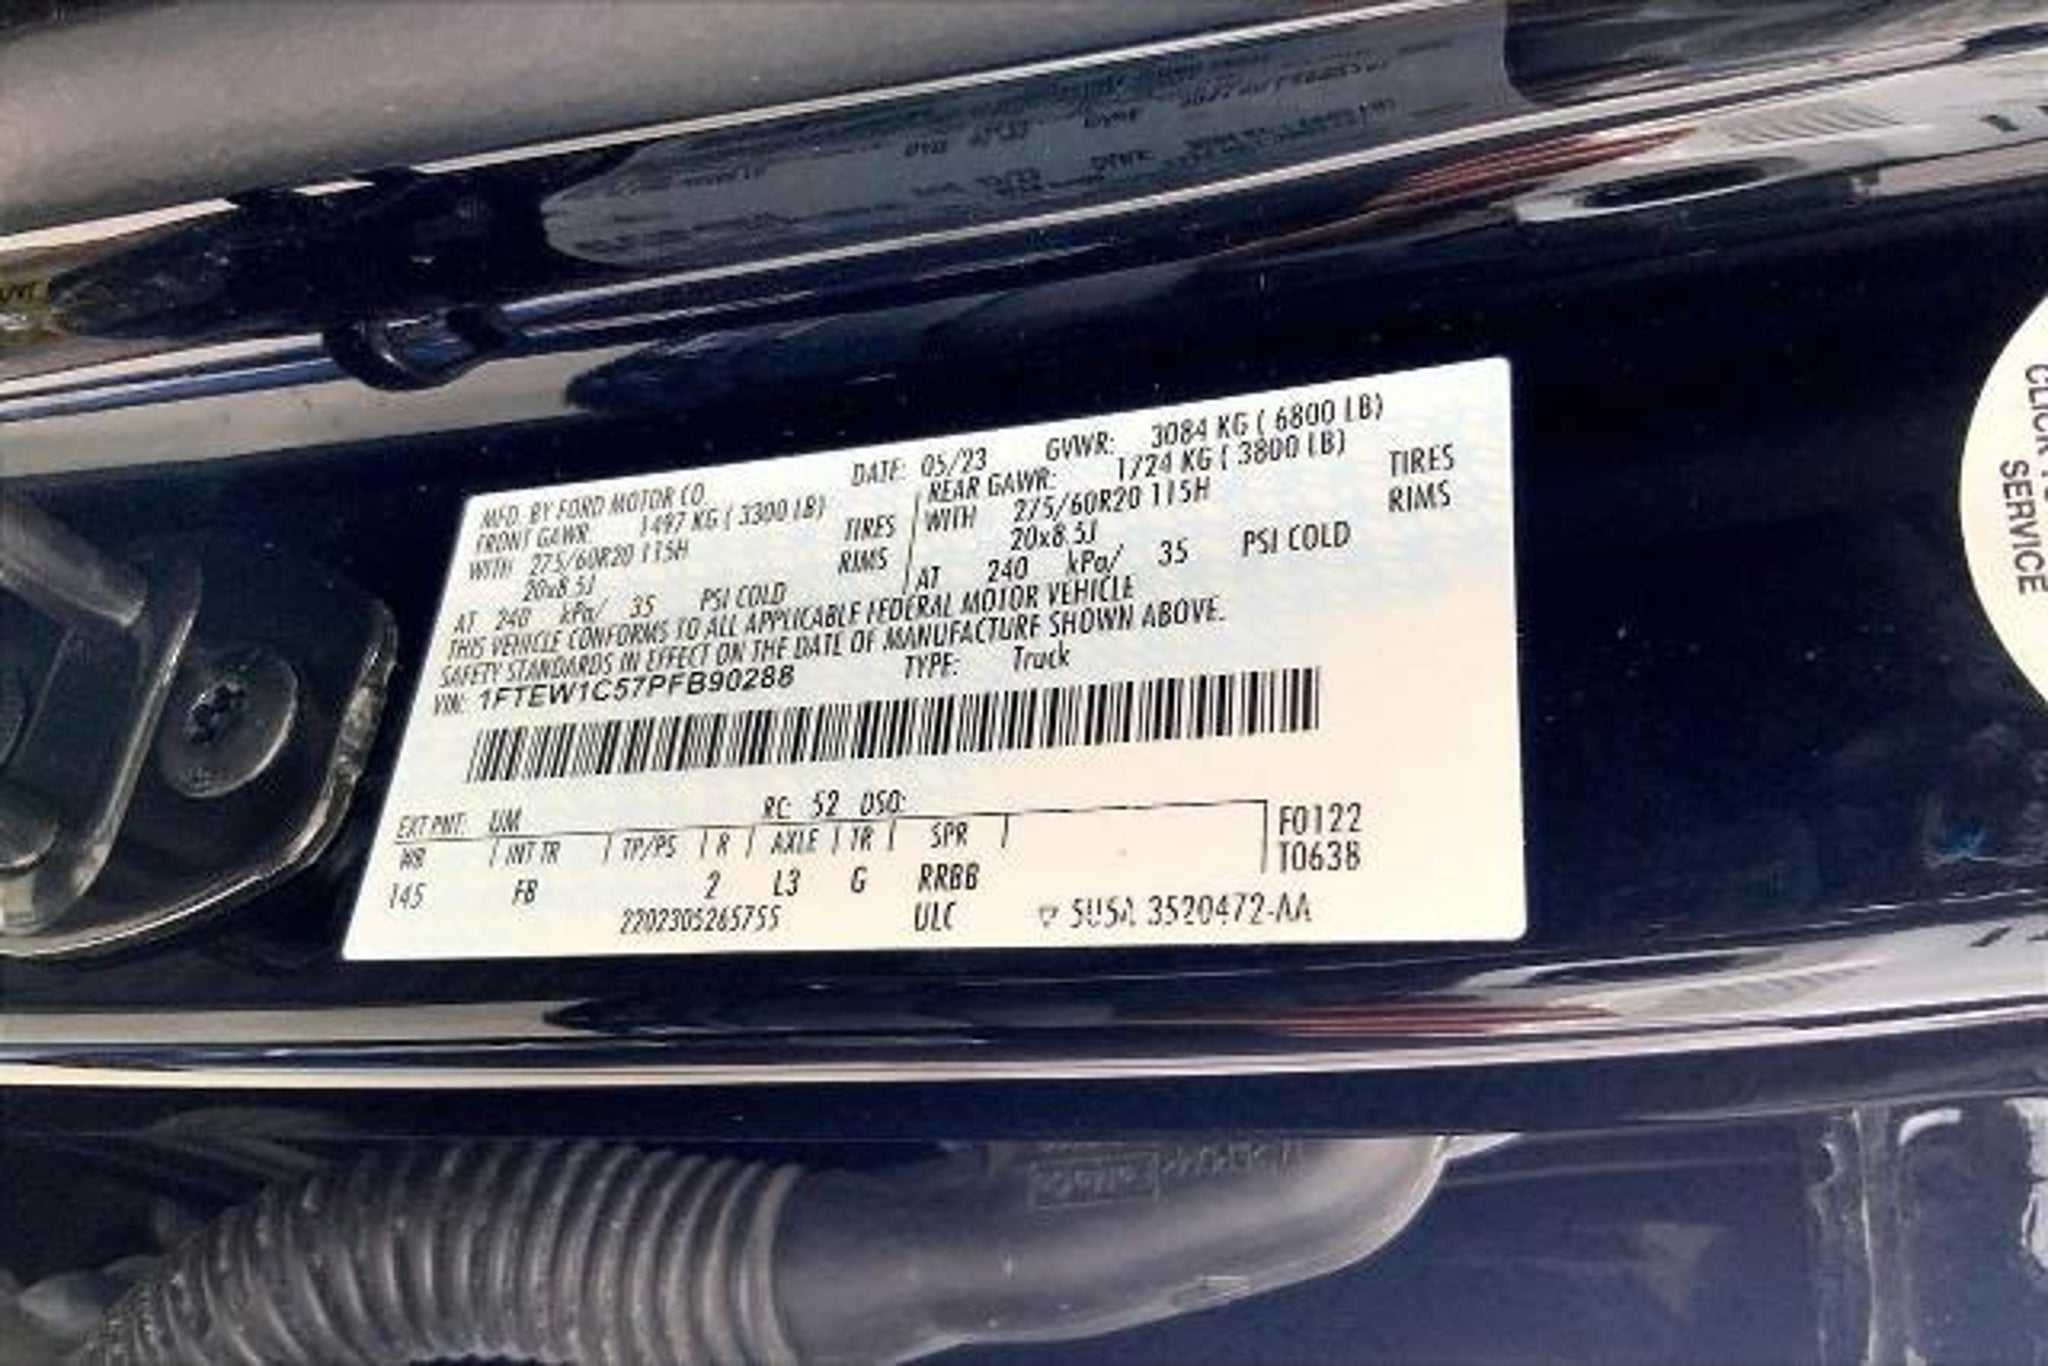 MFD. BY FORD MOTOR CO. DATE: 05/23 GVWR: 3084 KG ( 6800 LB)
FRONT GAWR: 1497 KG ( 3300 LB) REAR GAWR: 1724 KG ( 3800 LB)
WITH 275/60R20 115H TIRES WITH 275/60R20 115H TIRES
20x8.5J RIMS 20x8.5J RIMS
AT 240 kPa/ 35 PSI COLD AT 240 kPa/ 35 PSI COLD
THIS VEHICLE CONFORMS TO ALL APPLICABLE FEDERAL MOTOR VEHICLE
SAFETY STANDARDS IN EFFECT ON THE DATE OF MANUFACTURE SHOWN ABOVE.
VIN: 1FTEW1C57PFB90288 TYPE: Truck
EXT PNT: UM RC: 52 DSO:
WB INT TR TP/PS R AXLE TR SPR F0122
145 FB 2 L3 G RRBB T0638
2202305265755 ULC ▽ 5U5A 3520472-AA
CLICK
SERVICE